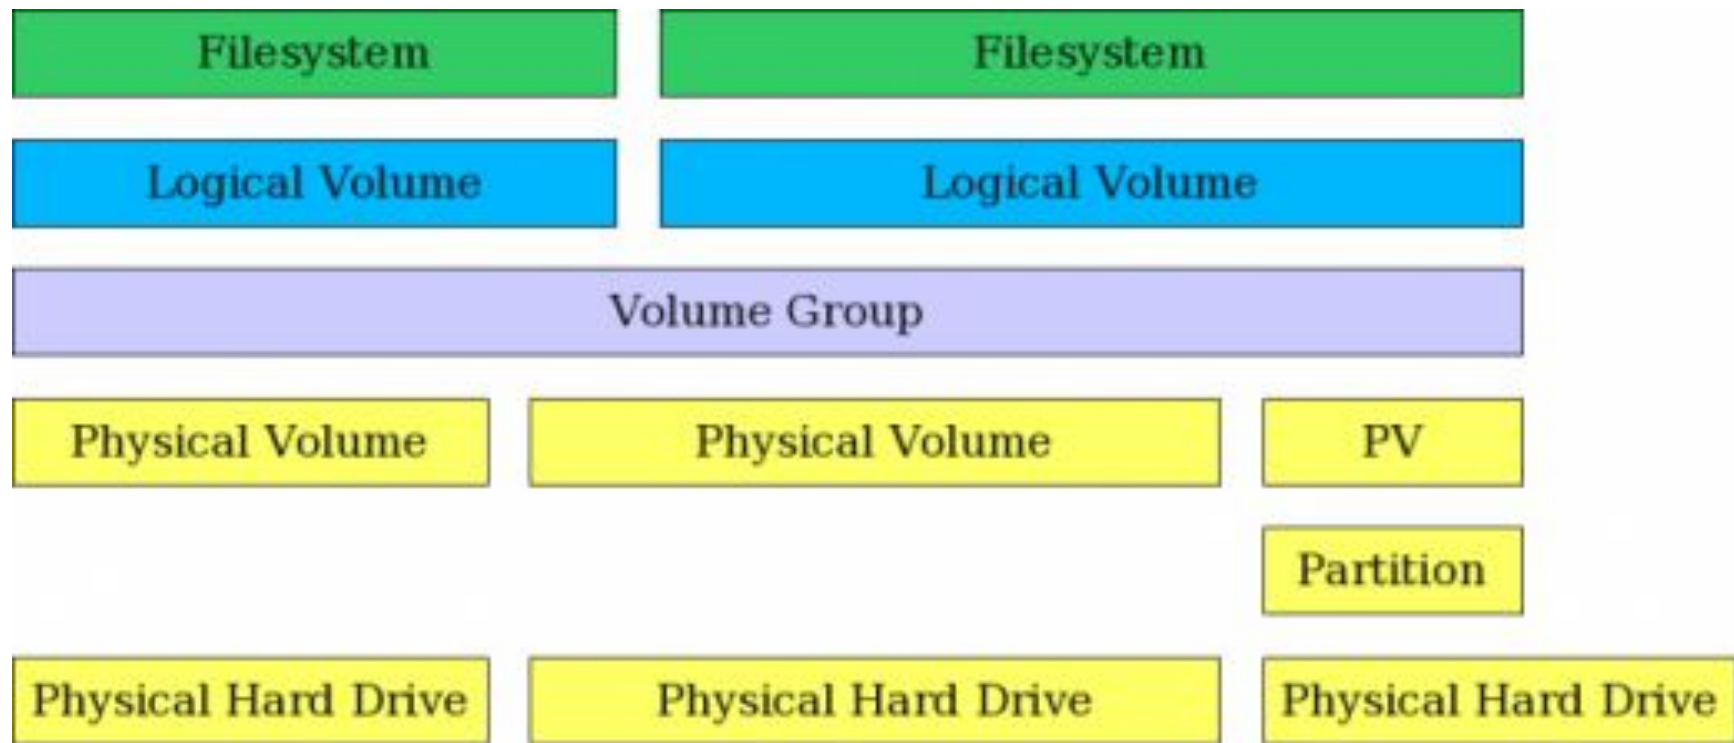 Filesystem Filesystem
Logical Volume Logical Volume
Volume Group
Physical Volume Physical Volume PV
Partition
Physical Hard Drive Physical Hard Drive Physical Hard Drive